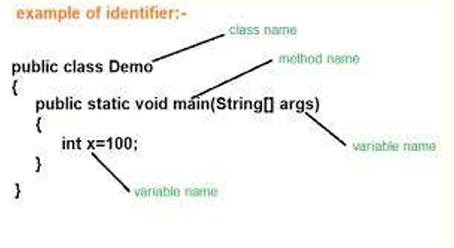 example of identifier:-
class name
public class Demo
method name
{
public static void main(String[] args)
{
variable name
int x=100;
}
variable name
}